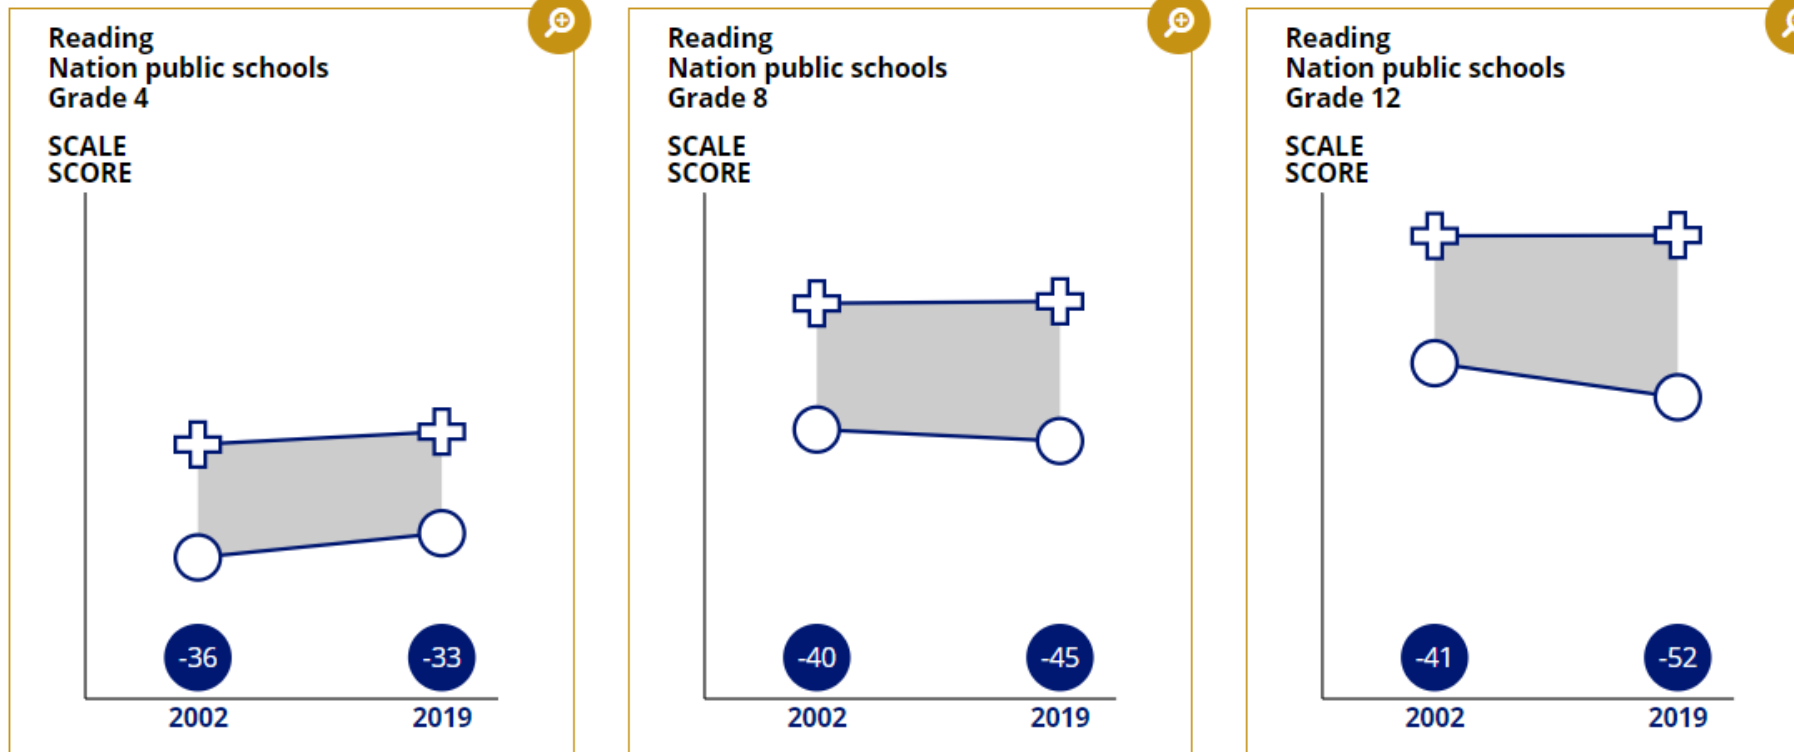 Reading
Nation public schools
Grade 4
SCALE
SCORE
-36
-33
2002
2019
Reading
Nation public schools
Grade 8
SCALE
SCORE
-40
-45
2002
2019
Reading
Nation public schools
Grade 12
SCALE
SCORE
-41
-52
2002
2019